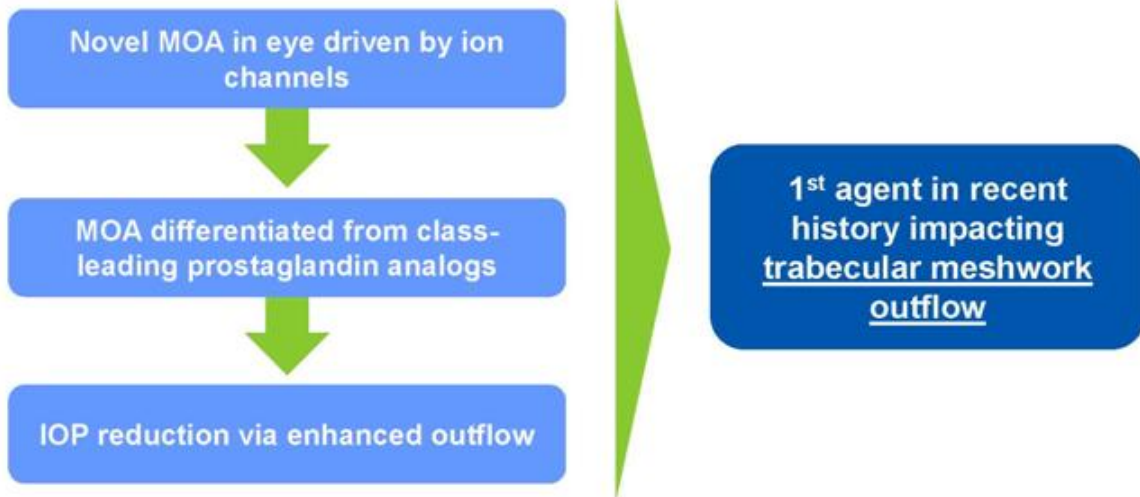 Novel MOA in eye driven by ion
channels
MOA differentiated from class-
leading prostaglandin analogs
IOP reduction via enhanced outflow
1st agent in recent
history impacting
trabecular meshwork
outflow